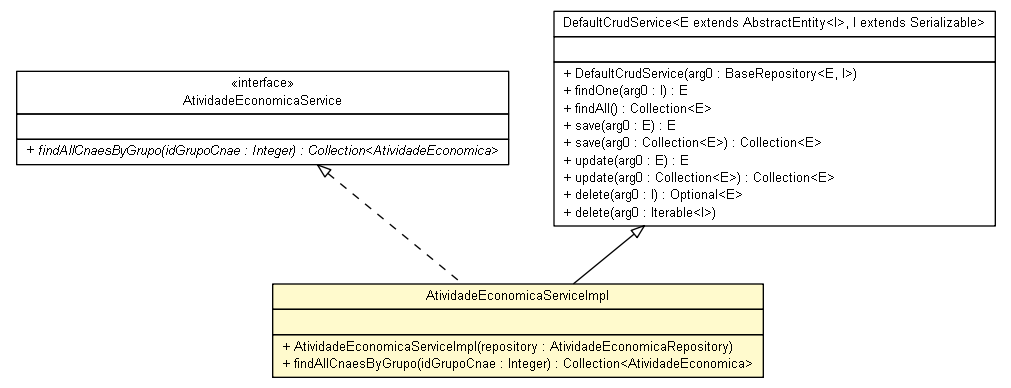 «interface»
AtividadeEconomicaService
+ findAllCnaesByGrupo(idGrupoCnae : Integer) : Collection<AtividadeEconomica>
DefaultCrudService<E extends AbstractEntity<I>, I extends Serializable>
+ DefaultCrudService(arg0 : BaseRepository<E, I>)
+ findOne(arg0 : I) : E
+ findAll() : Collection<E>
+ save(arg0 : E) : E
+ save(arg0 : Collection<E>) : Collection<E>
+ update(arg0 : E) : E
+ update(arg0 : Collection<E>) : Collection<E>
+ delete(arg0 : I) : Optional<E>
+ delete(arg0 : Iterable<I>)
AtividadeEconomicaServiceImpl
+ AtividadeEconomicaServiceImpl(repository : AtividadeEconomicaRepository)
+ findAllCnaesByGrupo(idGrupoCnae : Integer) : Collection<AtividadeEconomica>